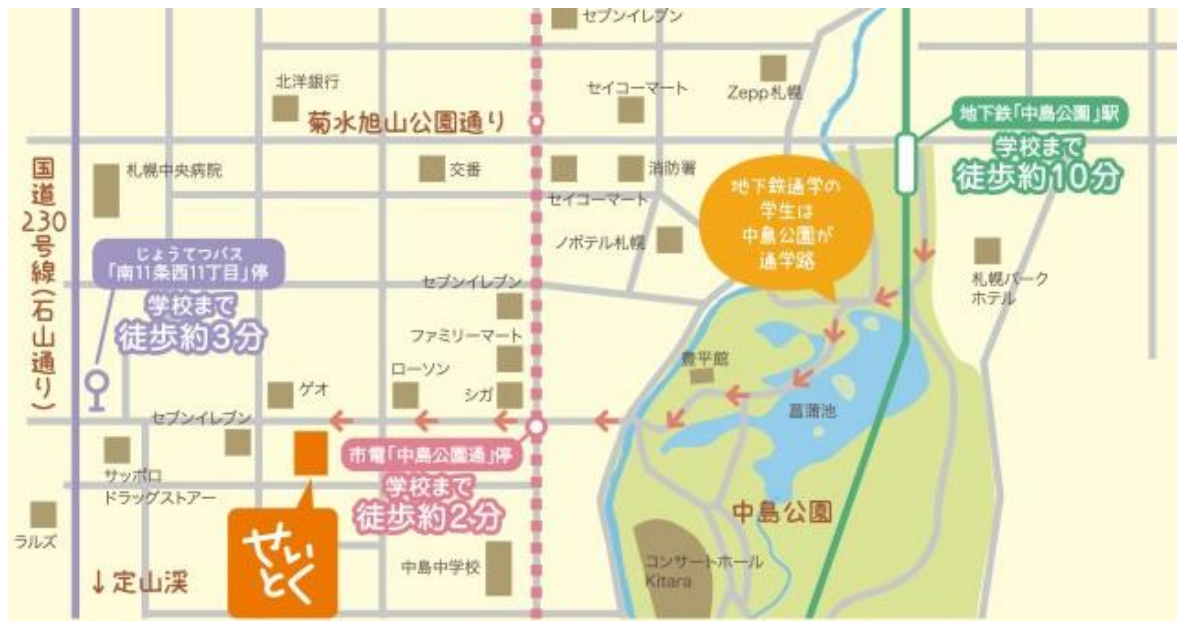 セブンイレブン
北洋銀行
セイコーマート
Zepp札幌
菊水旭山公園通り
地下鉄「中島公園」駅
学校まで
徒歩約10分
国道230号線(石山通り)
札幌中央病院
交番
消防署
セイコーマート
地下鉄通学の
学生は
中島公園が
通学路
ノボテル札幌
じょうてつバス
「南11条西11丁目」停
学校まで
徒歩約3分
札幌パーク
ホテル
セブンイレブン
ファミリーマート
豊平館
ローソン
シガ
ゲオ
菖蒲池
セブンイレブン
市電「中島公園通」停
学校まで
徒歩約2分
サッポロ
ドラッグストアー
中島公園
ラルズ
せい
とく
中島中学校
コンサートホール
Kitara
↓定山渓